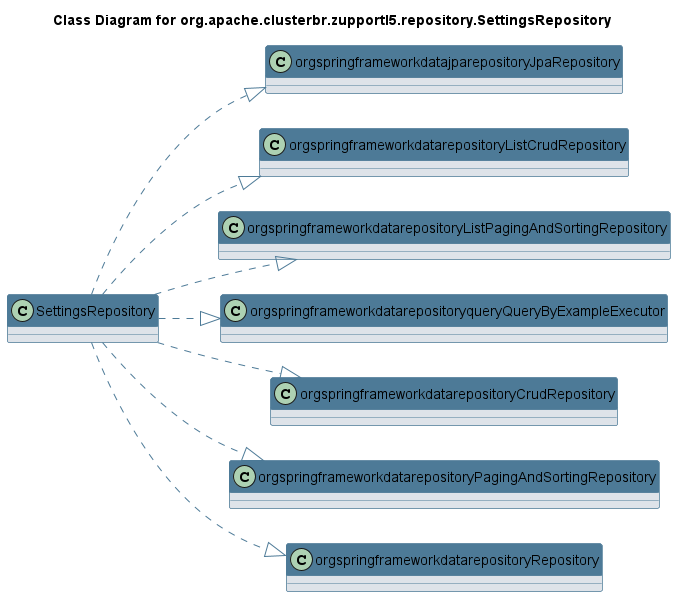 Class Diagram for org.apache.clusterbr.zupportl5.repository.SettingsRepository
C orgspringframeworkdatajparepositoryJpaRepository
C orgspringframeworkdatarepositoryListCrudRepository
C orgspringframeworkdatarepositoryListPagingAndSortingRepository
C SettingsRepository
C orgspringframeworkdatarepositoryqueryQueryByExampleExecutor
C orgspringframeworkdatarepositoryCrudRepository
C orgspringframeworkdatarepositoryPagingAndSortingRepository
C orgspringframeworkdatarepositoryRepository